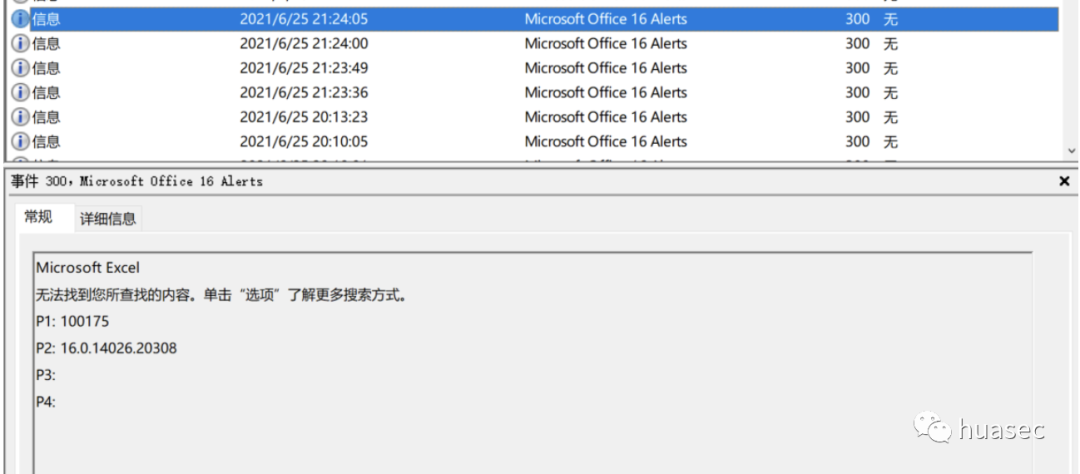 信息 2021/6/25 21:24:05 Microsoft Office 16 Alerts 300 无
信息 2021/6/25 21:24:00 Microsoft Office 16 Alerts 300 无
信息 2021/6/25 21:23:49 Microsoft Office 16 Alerts 300 无
信息 2021/6/25 21:23:36 Microsoft Office 16 Alerts 300 无
信息 2021/6/25 20:13:23 Microsoft Office 16 Alerts 300 无
信息 2021/6/25 20:10:05 Microsoft Office 16 Alerts 300 无
事件 300，Microsoft Office 16 Alerts
常规 详细信息
Microsoft Excel
无法找到您所查找的内容。单击“选项”了解更多搜索方式。
P1: 100175
P2: 16.0.14026.20308
P3:
P4:
huasec